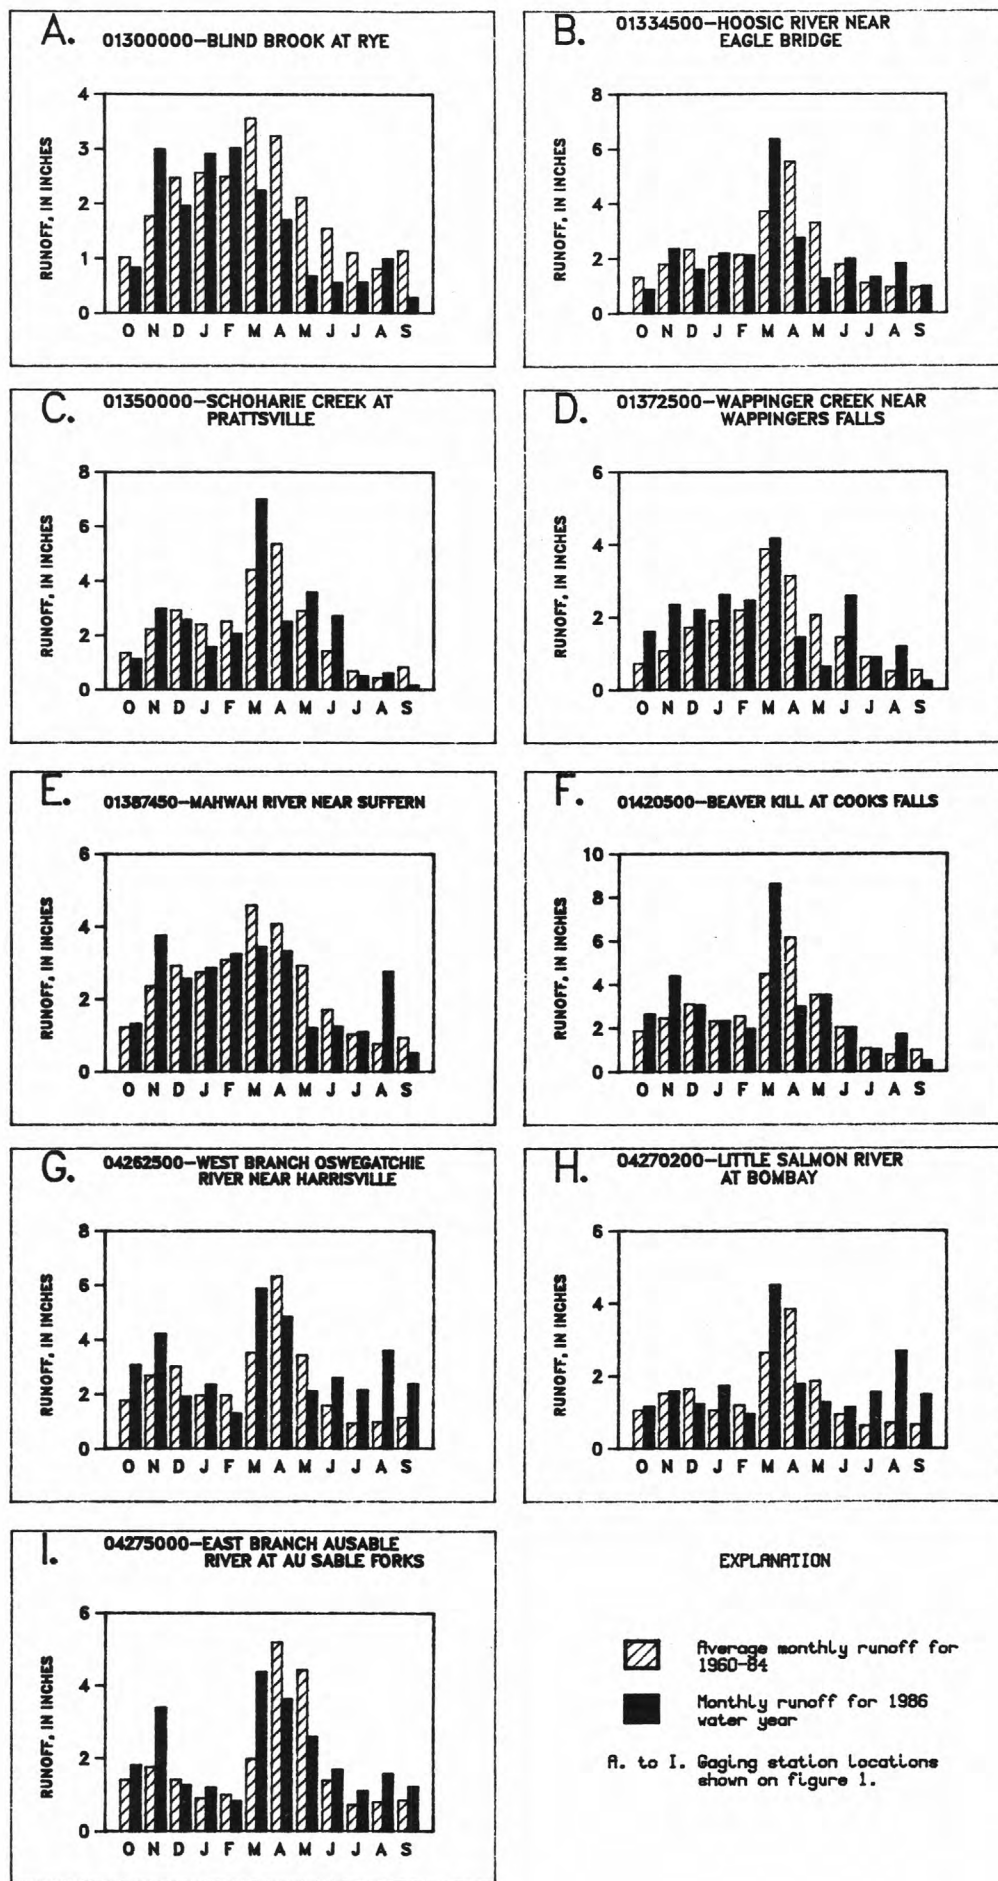 A. 01300000—BLIND BROOK AT RYE
RUNOFF, IN INCHES
4
3
2
1
0
O N D J F M A M J J A S
B. 01334500—HOOSIC RIVER NEAR
EAGLE BRIDGE
RUNOFF, IN INCHES
8
6
4
2
0
O N D J F M A M J J A S
C. 01350000—SCHOHARIE CREEK AT
PRATTSVILLE
RUNOFF, IN INCHES
8
6
4
2
0
O N D J F M A M J J A S
D. 01372500—WAPPINGER CREEK NEAR
WAPPINGERS FALLS
RUNOFF, IN INCHES
6
4
2
0
O N D J F M A M J J A S
E. 01387450—MAHWAH RIVER NEAR SUFFERN
RUNOFF, IN INCHES
6
4
2
0
O N D J F M A M J J A S
F. 01420500—BEAVER KILL AT COOKS FALLS
RUNOFF, IN INCHES
10
8
6
4
2
0
O N D J F M A M J J A S
G. 04262500—WEST BRANCH OSWEGATCHIE
RIVER NEAR HARRISVILLE
RUNOFF, IN INCHES
8
6
4
2
0
O N D J F M A M J J A S
H. 04270200—LITTLE SALMON RIVER
AT BOMBAY
RUNOFF, IN INCHES
6
4
2
0
O N D J F M A M J J A S
I. 04275000—EAST BRANCH AUSABLE
RIVER AT AU SABLE FORKS
RUNOFF, IN INCHES
6
4
2
0
O N D J F M A M J J A S
EXPLANATION
Average monthly runoff for
1960-84
Monthly runoff for 1986
water year
A. to I. Gaging station locations
shown on figure 1.